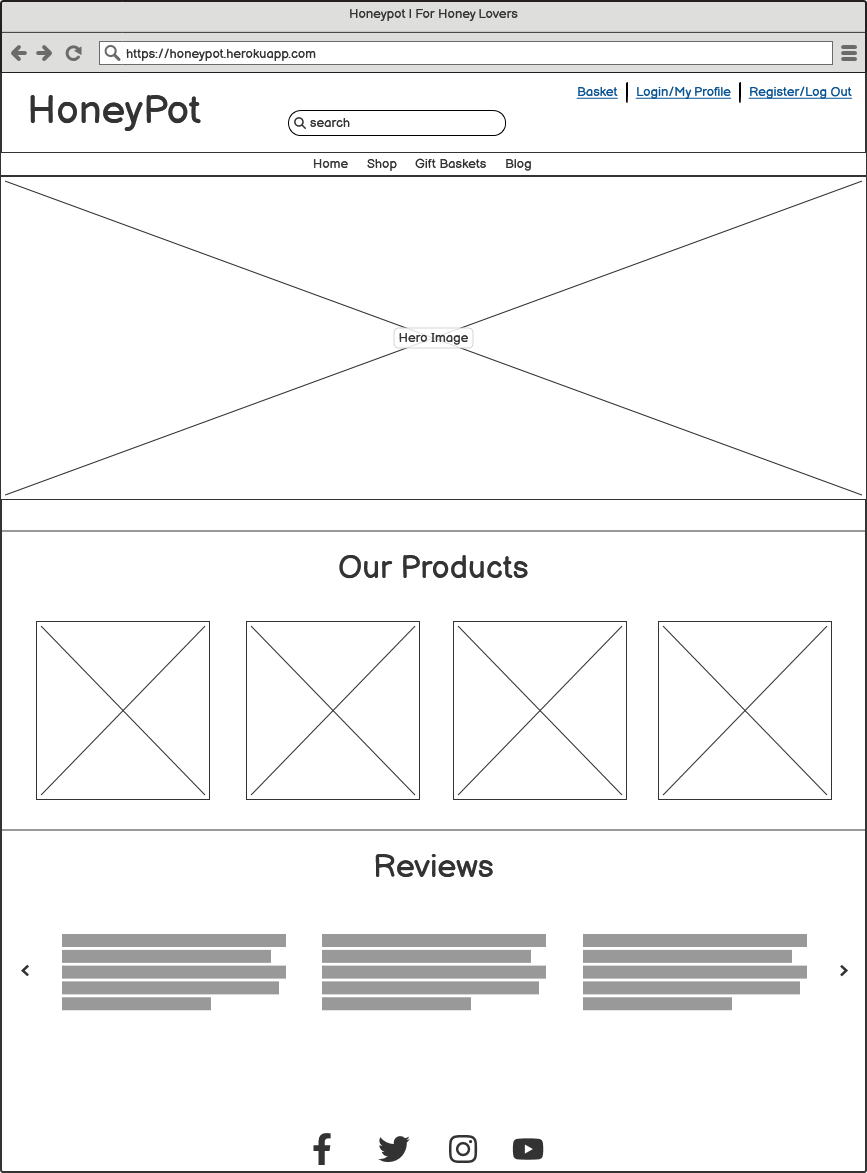 Honeypot | For Honey Lovers
https://honeypot.herokuapp.com
Basket | Login/My Profile | Register/Log Out
HoneyPot
search
Home Shop Gift Baskets Blog
Hero Image
Our Products
Reviews